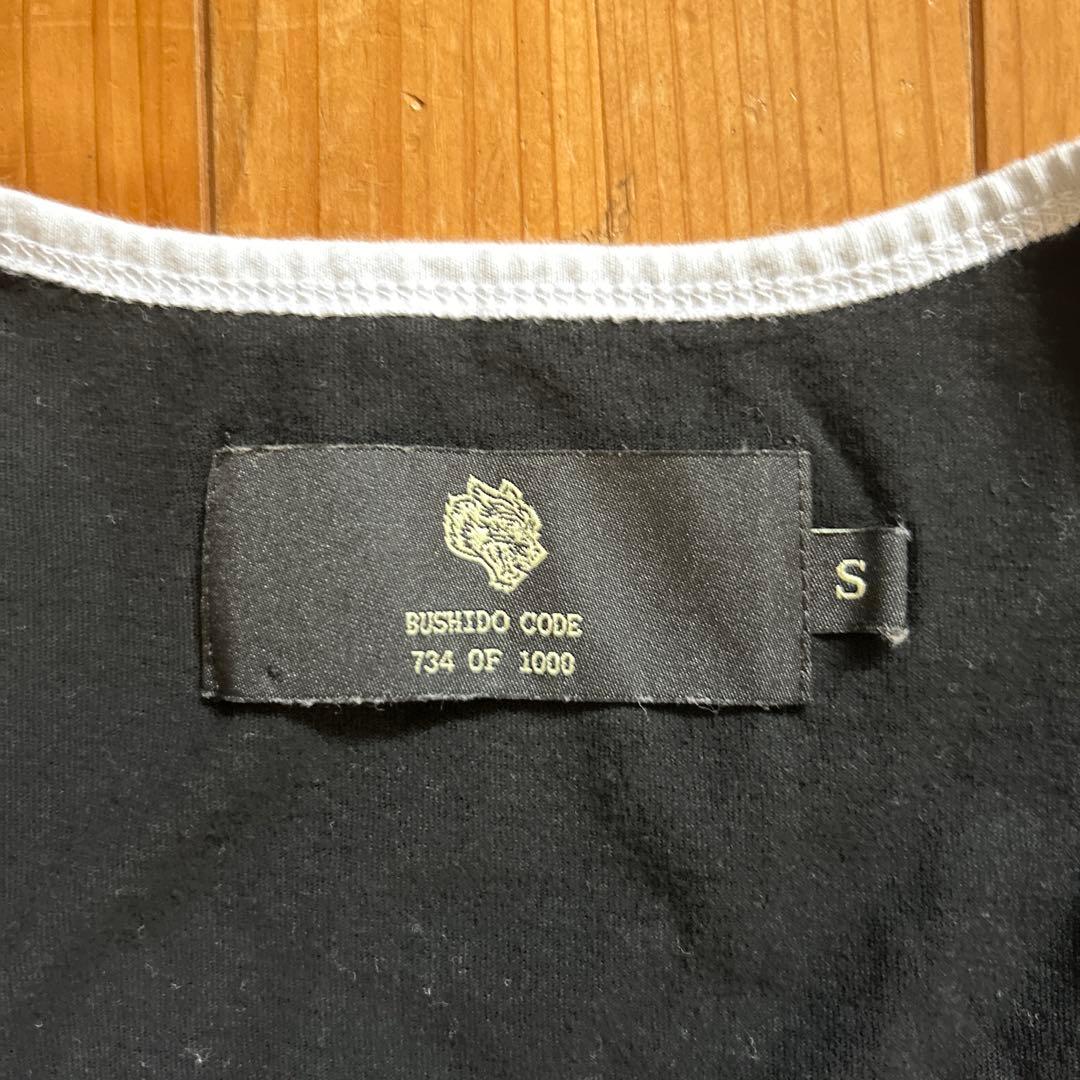 BUSHIDO CODE
734 OF 1000
S